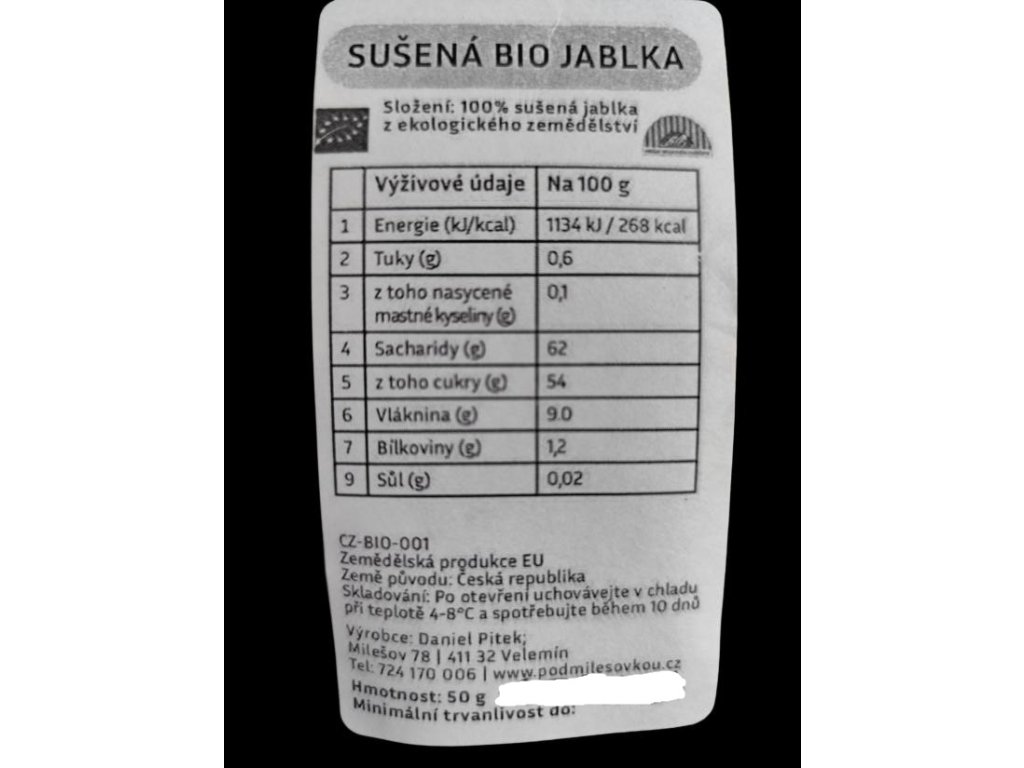 SUŠENÁ BIO JABLKA
Složení: 100% sušená jablka
z ekologického zemědělství
Výživové údaje Na 100 g
1 Energie (kJ/kcal) 1134 kJ / 268 kcal
2 Tuky (g) 0,6
3 z toho nasycené 0,1
mastné kyseliny (g)
4 Sacharidy (g) 62
5 z toho cukry (g) 54
6 Vláknina (g) 9.0
7 Bílkoviny (g) 1,2
9 Sůl (g) 0,02
CZ-BIO-001
Zemědělská produkce EU
Země původu: Česká republika
Skladování: Po otevření uchovávejte v chladu
při teplotě 4-8°C a spotřebujte během 10 dnů
Výrobce: Daniel Pitek;
Milešov 78 | 411 32 Velemín
Tel: 724 170 006 | www.podmilesovkou.cz
Hmotnost: 50 g
Minimální trvanlivost do: